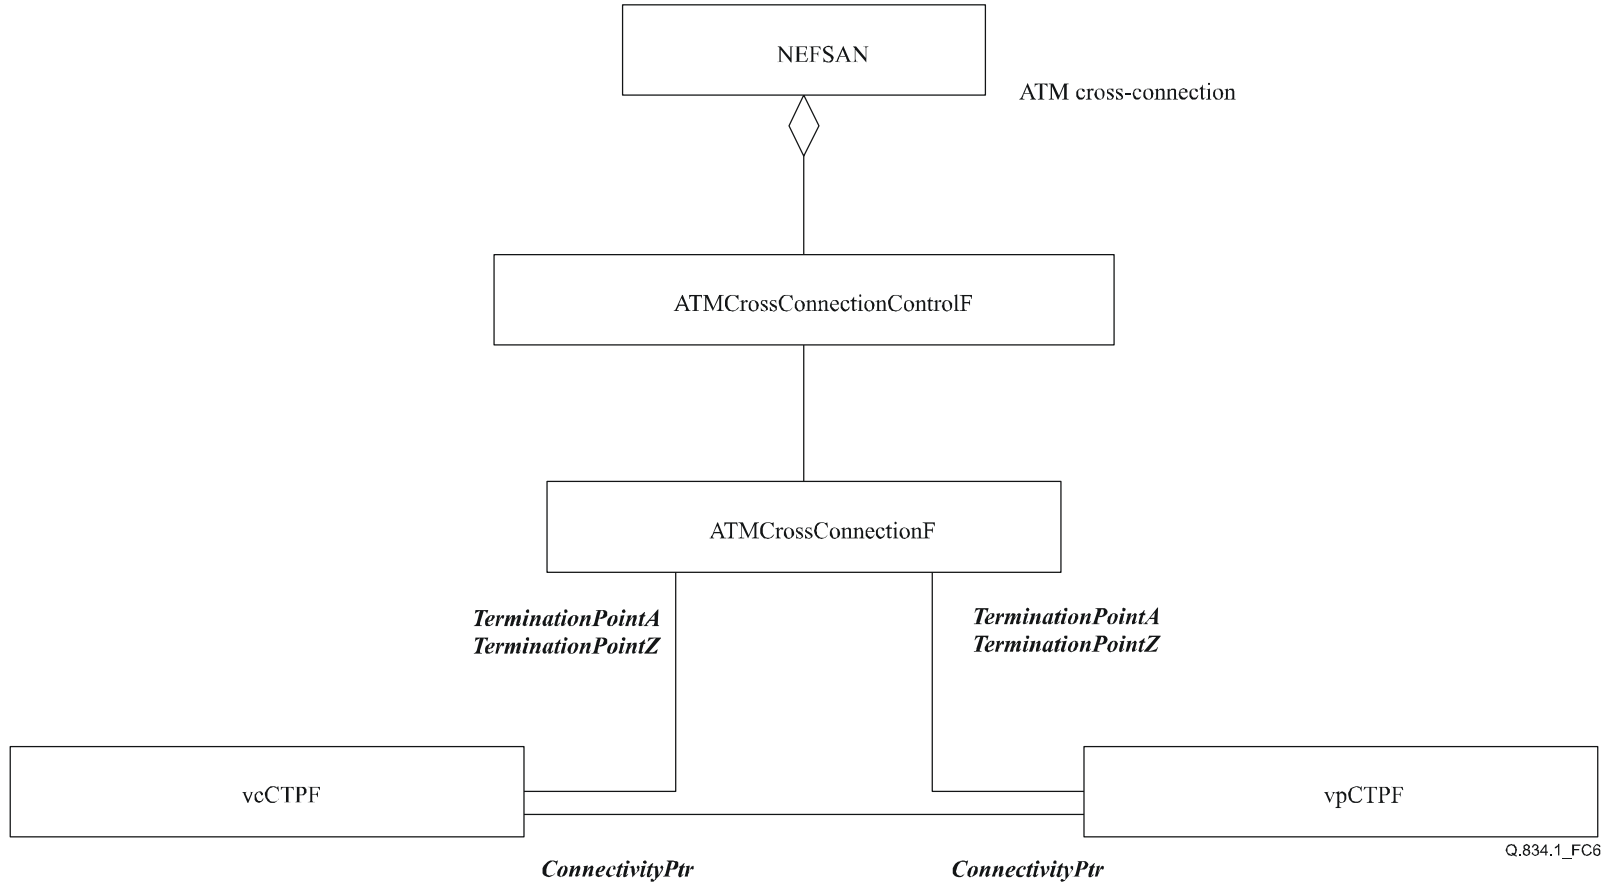 NEFSAN
ATM cross-connection
ATMCrossConnectionControlF
ATMCrossConnectionF
TerminationPointA
TerminationPointZ
TerminationPointA
TerminationPointZ
vcCTPF
vpCTPF
Q.834.1_FC6
ConnectivityPtr
ConnectivityPtr